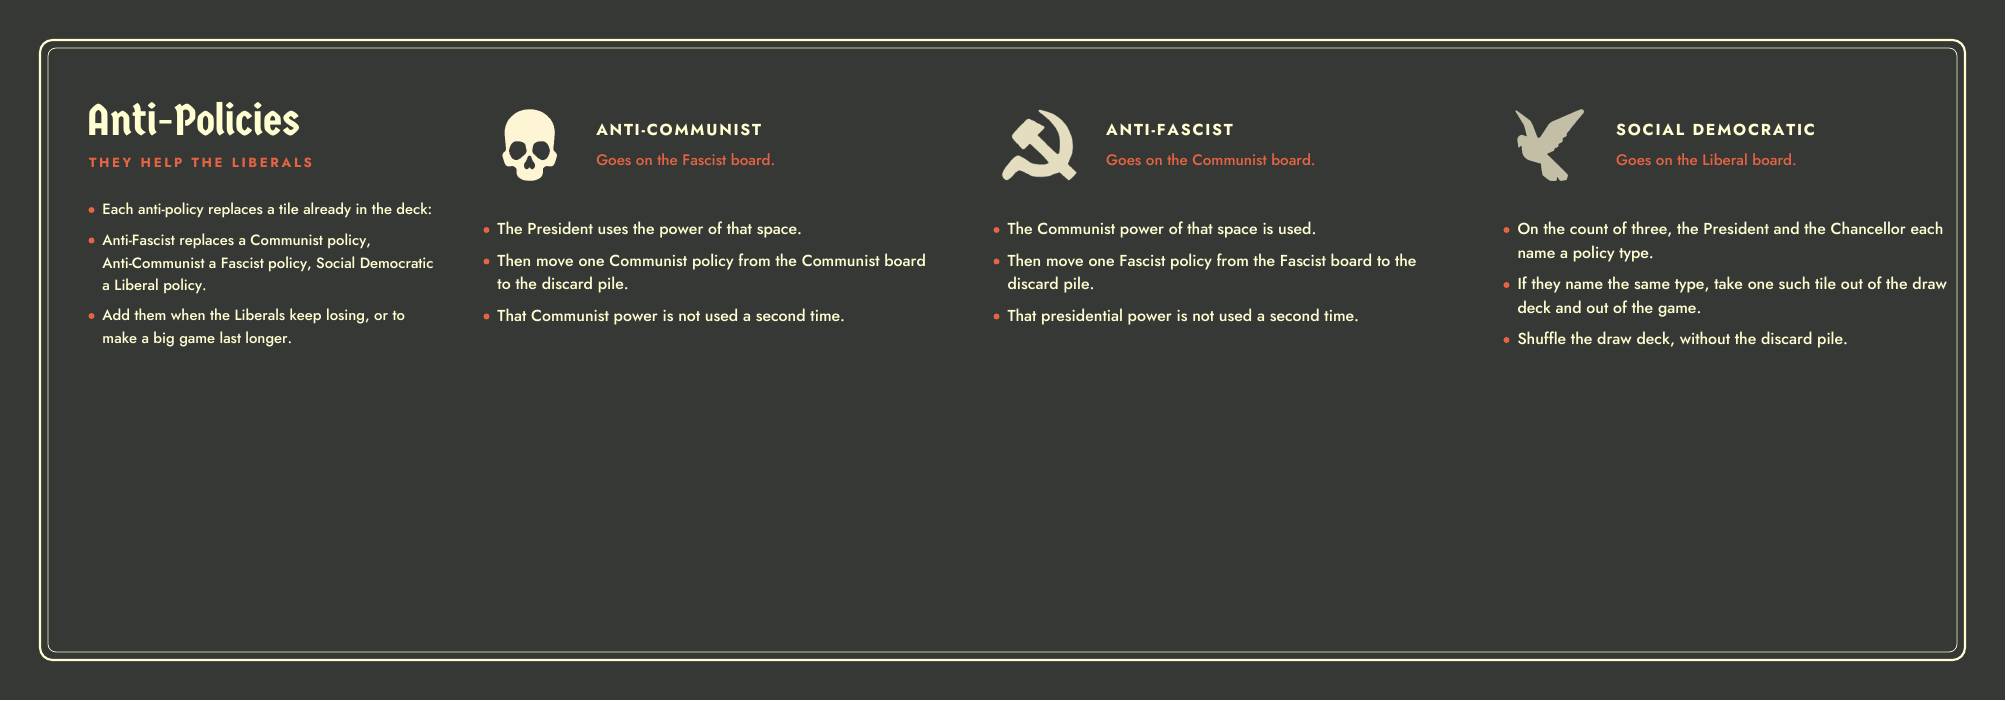 Anti-Policies
THEY HELP THE LIBERALS
• Each anti-policy replaces a tile already in the deck:
• Anti-Fascist replaces a Communist policy,
Anti-Communist a Fascist policy, Social Democratic
a Liberal policy.
• Add them when the Liberals keep losing, or to
make a big game last longer.
ANTI-COMMUNIST
Goes on the Fascist board.
• The President uses the power of that space.
• Then move one Communist policy from the Communist board
to the discard pile.
• That Communist power is not used a second time.
ANTI-FASCIST
Goes on the Communist board.
• The Communist power of that space is used.
• Then move one Fascist policy from the Fascist board to the
discard pile.
• That presidential power is not used a second time.
SOCIAL DEMOCRATIC
Goes on the Liberal board.
• On the count of three, the President and the Chancellor each
name a policy type.
• If they name the same type, take one such tile out of the draw
deck and out of the game.
• Shuffle the draw deck, without the discard pile.